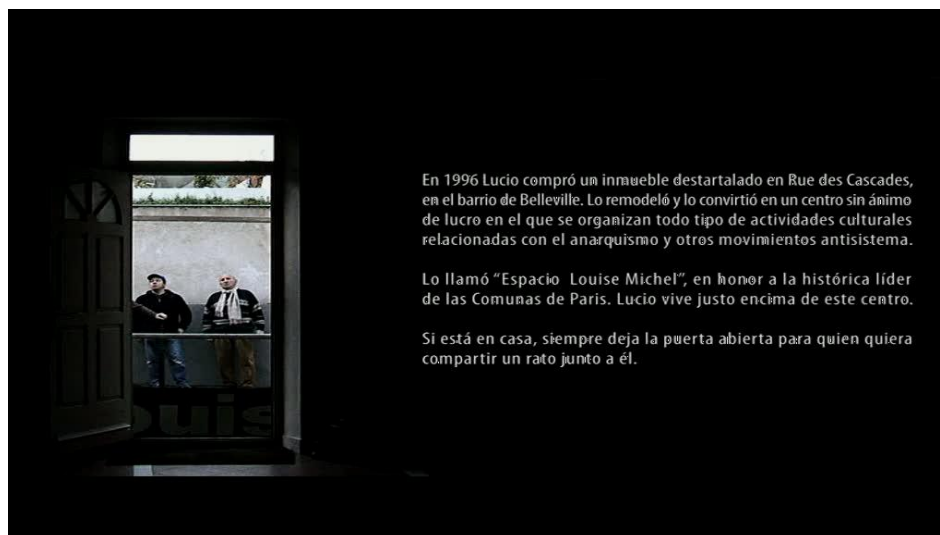 En 1996 Lucio compró un inmueble destartalado en Rue des Cascades,
en el barrio de Belleville. Lo remodeló y lo convirtió en un centro sin ánimo
de lucro en el que se organizan todo tipo de actividades culturales
relacionadas con el anarquismo y otros movimientos antisistema.
Lo llamó "Espacio Louise Michel", en honor a la histórica líder
de las Comunas de Paris. Lucio vive justo encima de este centro.
Si está en casa, siempre deja la puerta abierta para quien quiera
compartir un rato junto a él.
ouis